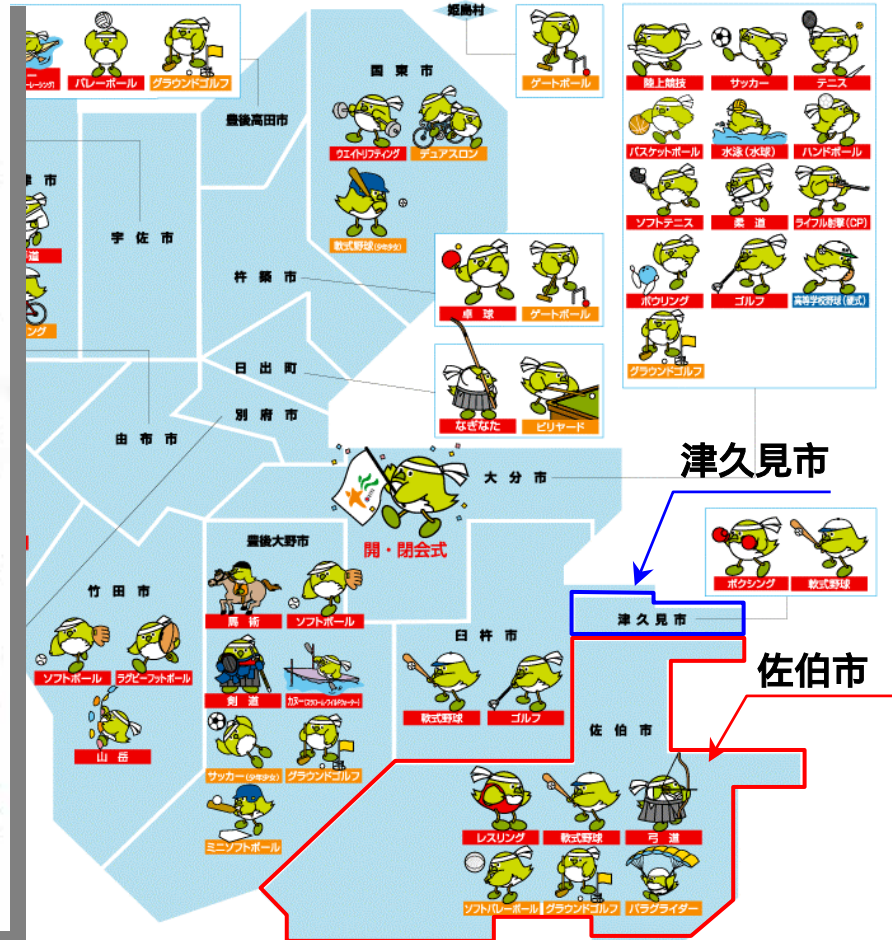 姫島村
バレーボール
グラウンドゴルフ
国東市
ゲートボール
陸上競技
サッカー
テニス
豊後高田市
ウエイトリフティング
デュアスロン
バスケットボール
水泳(水球)
ハンドボール
市
軟式野球(少年少女)
ソフトテニス
柔道
ライフル射撃(CP)
宇佐市
道
杵築市
卓球
ゲートボール
ボウリング
ゴルフ
高等学校野球(硬式)
ング
グラウンドゴルフ
日出町
別府市
なぎなた
ビリヤード
由布市
大分市
津久見市
開・閉会式
豊後大野市
ボクシング
軟式野球
竹田市
馬術
ソフトボール
津久見市
臼杵市
ソフトボール
ラグビーフットボール
剣道
軟式野球
ゴルフ
佐伯市
佐伯市
山岳
サッカー(少年少女)
グラウンドゴルフ
レスリング
軟式野球
弓道
ミニソフトボール
ソフトバレーボール
グラウンドゴルフ
パラグライダー